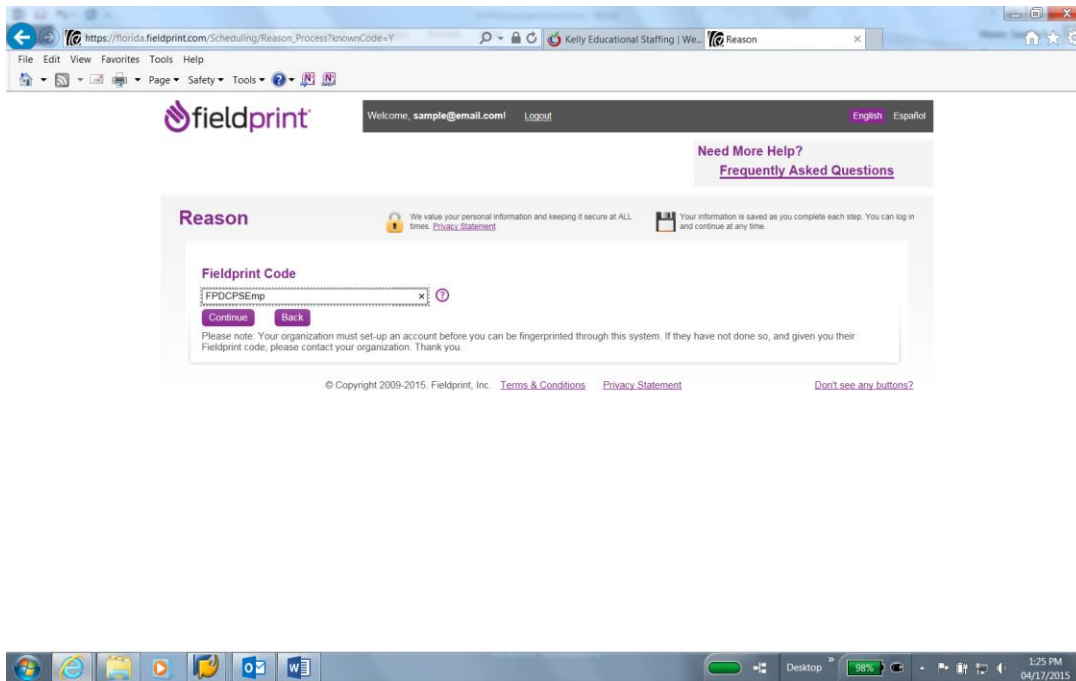 https://florida.fieldprint.com/Scheduling/Reason_Process?knownCode=Y
Kelly Educational Staffing | We...
Reason
File Edit View Favorites Tools Help
Page Safety Tools
fieldprint
Welcome, sample@email.com! Logout
English Español
Need More Help?
Frequently Asked Questions
Reason
We value your personal information and keeping it secure at ALL
times. Privacy Statement
Your information is saved as you complete each step. You can log in
and continue at any time.
Fieldprint Code
FPDCPSEmp
Continue Back
Please note: Your organization must set-up an account before you can be fingerprinted through this system. If they have not done so, and given you their
Fieldprint code, please contact your organization. Thank you.
© Copyright 2009-2015. Fieldprint, Inc. Terms & Conditions Privacy Statement Don't see any buttons?
Desktop
98%
1:25 PM
04/17/2015